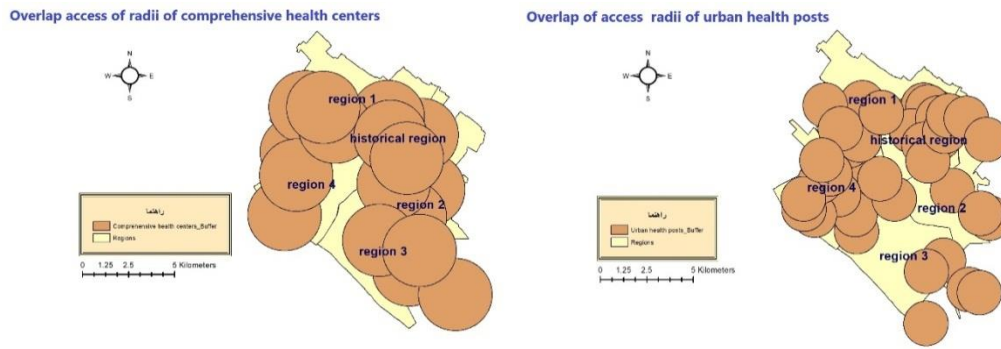 Overlap access of radii of comprehensive health centers
N
W
E
S
region 1
historical region
region 4
region 2
region 3
راهنما
Comprehensive health centers_Buffer
Regions
0 1.25 2.5 5 Kilometers
Overlap of access radii of urban health posts
N
W
E
S
region 1
historical region
region 4
region 2
region 3
راهنما
Urban health posts_Buffer
Regions
0 1.25 2.5 5 Kilometers